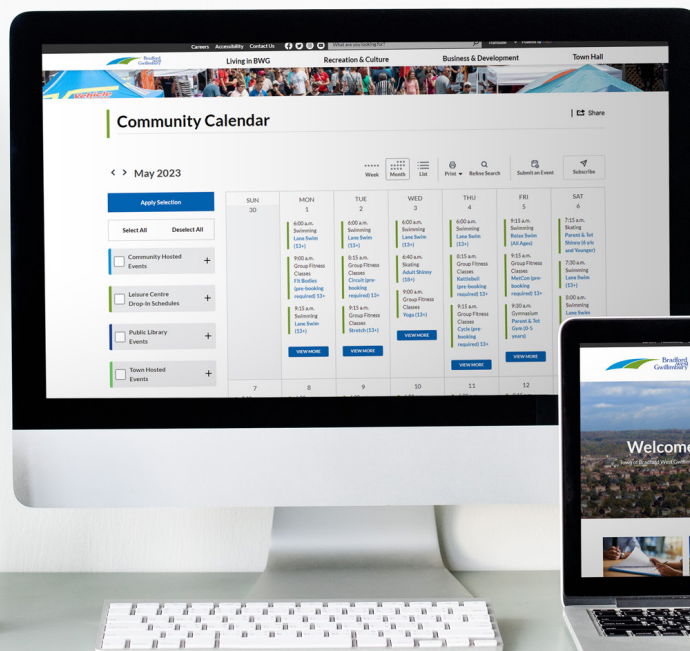 Careers Accessibility Contact Us What are you looking for? Translate
Bradford
West
Gwillimbury
Living in BWG Recreation & Culture Business & Development Town Hall
Community Calendar
Share
< > May 2023
Week Month List Print Refine Search Submit an Event Subscribe
Apply Selection
Select All Deselect All
Community Hosted
Events
+
Leisure Centre
Drop-In Schedules
+
Public Library
Events
+
Town Hosted
Events
+
SUN
30
MON
1
6:00 a.m.
Swimming
Lane Swim
(13+)
9:00 a.m.
Group Fitness
Classes
Fit Bodies
(pre-booking
required) 13+
9:15 a.m.
Swimming
Lane Swim
(13+)
VIEW MORE
TUE
2
6:00 a.m.
Swimming
Lane Swim
(13+)
8:15 a.m.
Group Fitness
Classes
Circuit (pre-
booking
required) 13+
9:15 a.m.
Group Fitness
Classes
Stretch (13+)
VIEW MORE
WED
3
6:00 a.m.
Swimming
Lane Swim
(13+)
6:40 a.m.
Skating
Adult Shinny
(18+)
9:00 a.m.
Group Fitness
Classes
Yoga (13+)
VIEW MORE
THU
4
6:00 a.m.
Swimming
Lane Swim
(13+)
8:15 a.m.
Group Fitness
Classes
Kettlebell
(pre-booking
required) 13+
9:15 a.m.
Group Fitness
Classes
Cycle (pre-
booking
required) 13+
VIEW MORE
FRI
5
9:15 a.m.
Swimming
Relax Swim
(All Ages)
9:15 a.m.
Group Fitness
Classes
MetCon (pre-
booking
required) 13+
9:30 a.m.
Gymnasium
Parent & Tot
Gym (0-5
years)
VIEW MORE
SAT
6
7:15 a.m.
Skating
Parent & Tot
Shinny (6 yrs
and Younger)
7:30 a.m.
Swimming
Lane Swim
(13+)
8:00 a.m.
Swimming
Lane Swim
7 8 9 10 11 12
Bradford
West
Gwillimbury
Welcome
Town of Bradford West Gwillim